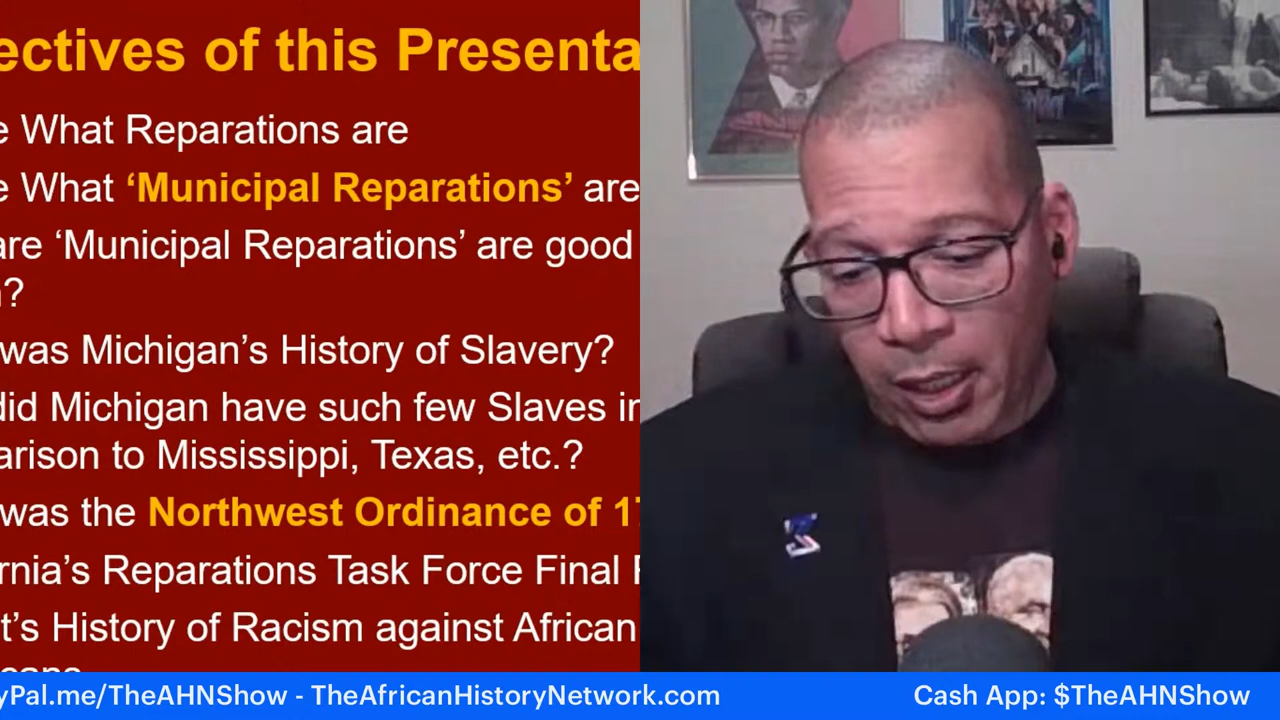 ectives of this Presenta
e What Reparations are
e What ‘Municipal Reparations’ are
are ‘Municipal Reparations’ are good
?
was Michigan’s History of Slavery?
did Michigan have such few Slaves in
arison to Mississippi, Texas, etc.?
was the Northwest Ordinance of 17
rnia’s Reparations Task Force Final
t’s History of Racism against African
yPal.me/TheAHNShow - TheAfricanHistoryNetwork.com
Cash App: $TheAHNShow